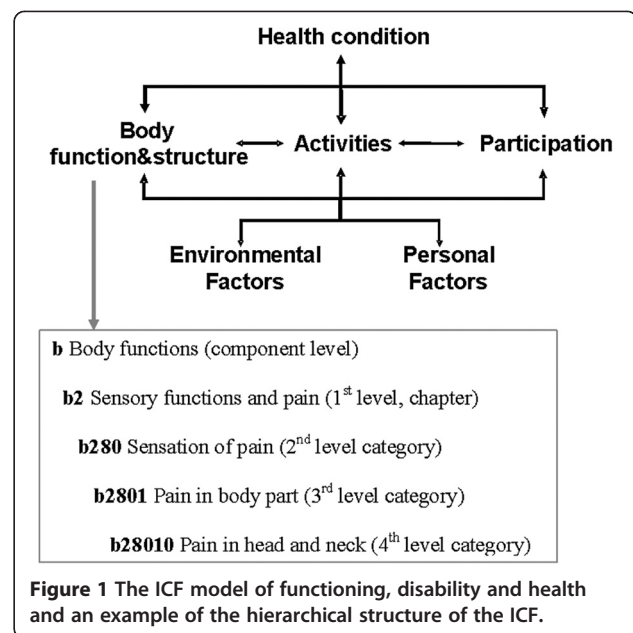 Health condition
Body
function&structure
Activities
Participation
Environmental
Factors
Personal
Factors
b Body functions (component level)
b2 Sensory functions and pain (1st level, chapter)
b280 Sensation of pain (2nd level category)
b2801 Pain in body part (3rd level category)
b28010 Pain in head and neck (4th level category)
Figure 1 The ICF model of functioning, disability and health
and an example of the hierarchical structure of the ICF.